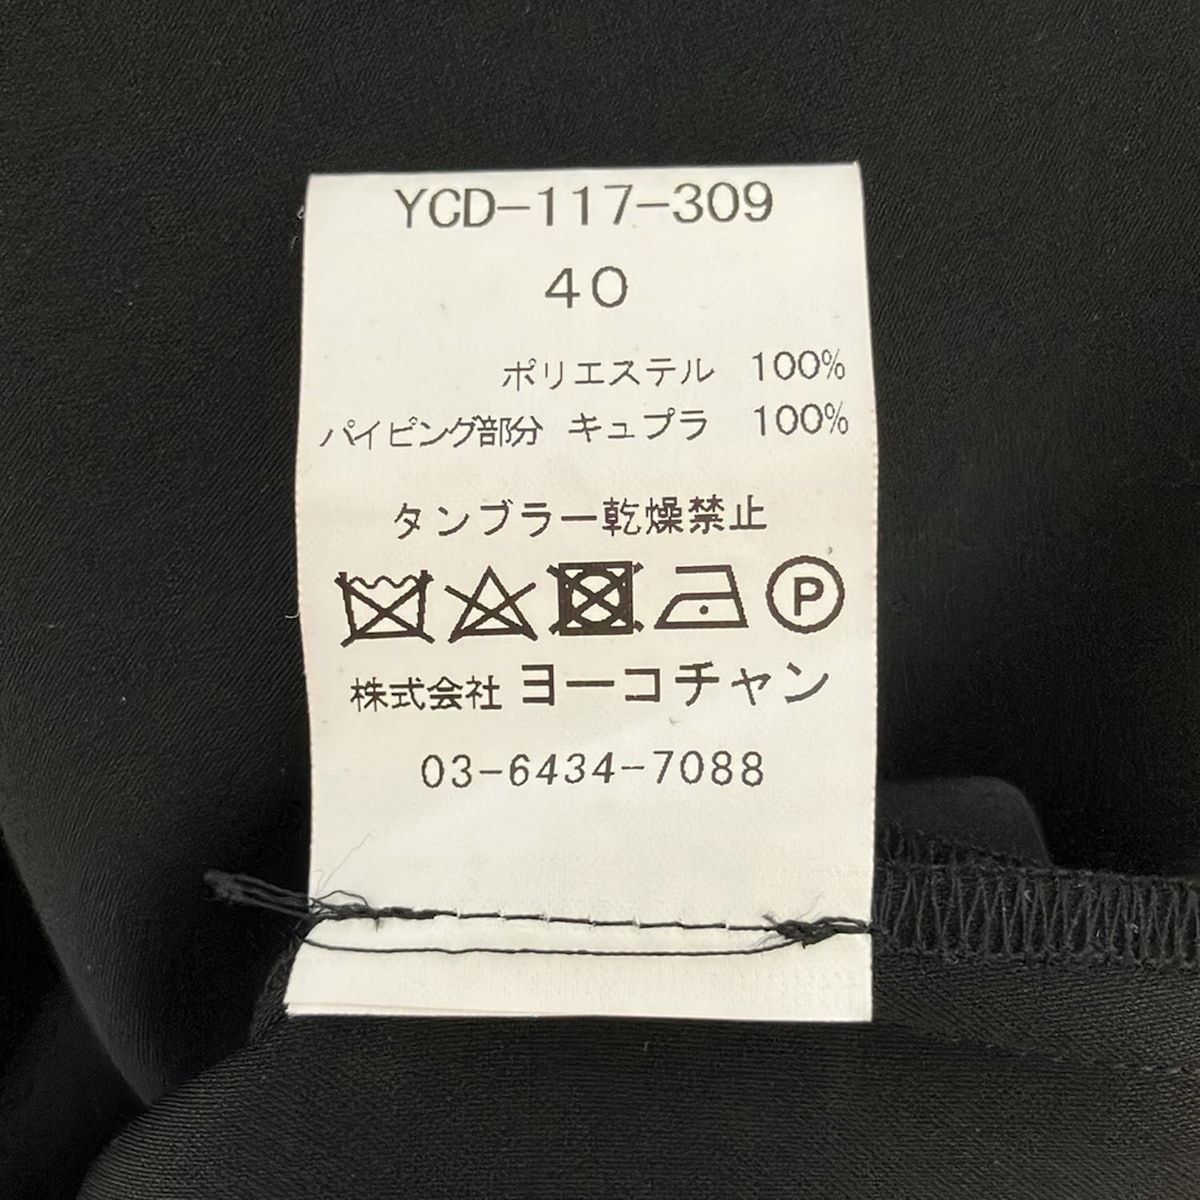 YCD-117-309
40
ポリエステル 100%
パイピング部分 キュプラ 100%
タンブラー乾燥禁止
P
株式会社 ヨーコチャン
03-6434-7088